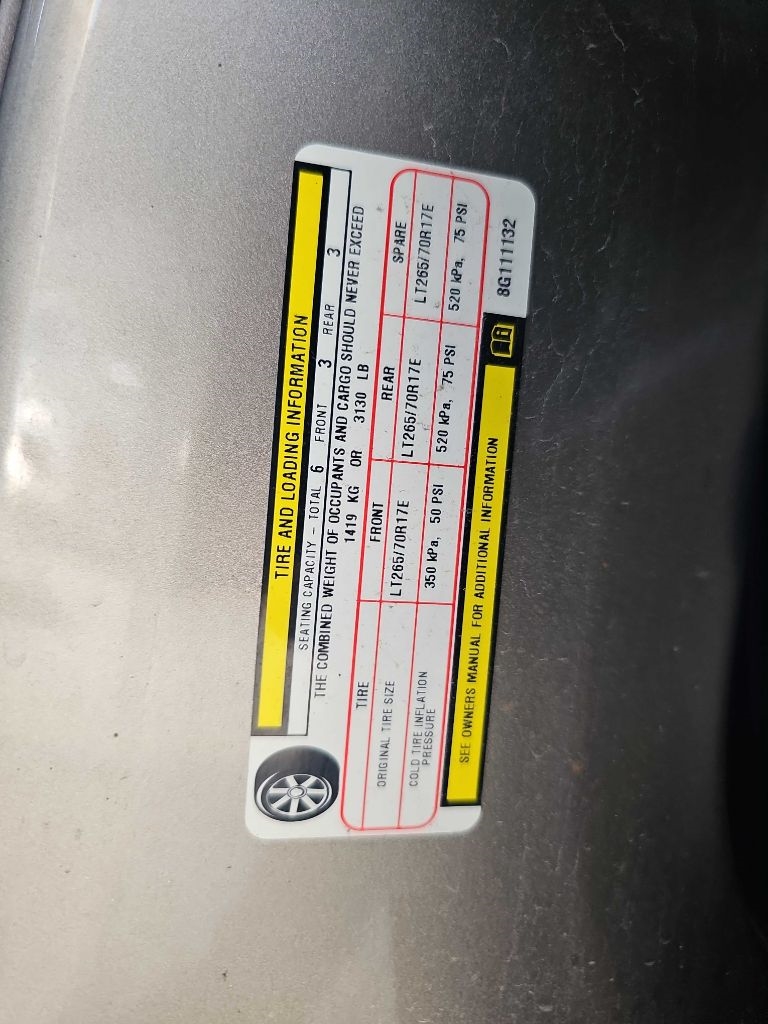 TIRE AND LOADING INFORMATION
SEATING CAPACITY – TOTAL 6 FRONT 3 REAR 3
THE COMBINED WEIGHT OF OCCUPANTS AND CARGO SHOULD NEVER EXCEED
1419 KG OR 3130 LB
TIRE FRONT REAR SPARE
ORIGINAL TIRE SIZE LT265/70R17E LT265/70R17E LT265/70R17E
COLD TIRE INFLATION PRESSURE 350 kPa, 50 PSI 520 kPa, 75 PSI 520 kPa, 75 PSI
SEE OWNERS MANUAL FOR ADDITIONAL INFORMATION
8G111132